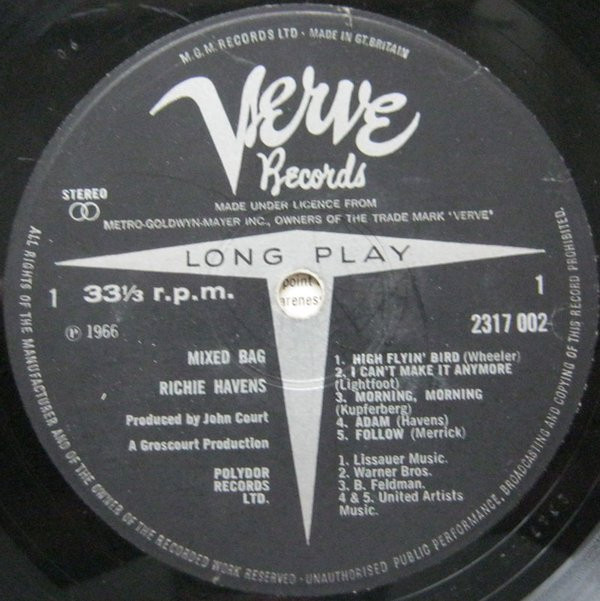 M.G.M. RECORDS LTD • MADE IN GT. BRITAIN
Verve
Records
STEREO
MADE UNDER LICENCE FROM
METRO-GOLDWYN-MAYER INC., OWNERS OF THE TRADE MARK "VERVE"
LONG PLAY
1 33⅓ r.p.m.
1
2317 002
℗ 1966
MIXED BAG
RICHIE HAVENS
Produced by John Court
A Groscourt Production
POLYDOR
RECORDS
LTD.
1. HIGH FLYIN' BIRD (Wheeler)
2. I CAN'T MAKE IT ANYMORE
(Lightfoot)
3. MORNING, MORNING
(Kupferberg)
4. ADAM (Havens)
5. FOLLOW (Merrick)
1. Lissauer Music.
2. Warner Bros.
3. B. Feldman.
4 & 5. United Artists
Music.
point
ALL RIGHTS OF THE MANUFACTURER AND OF THE OWNER OF THE RECORDED WORK RESERVED • UNAUTHORISED PUBLIC PERFORMANCE, BROADCASTING AND COPYING OF THIS RECORD PROHIBITED.